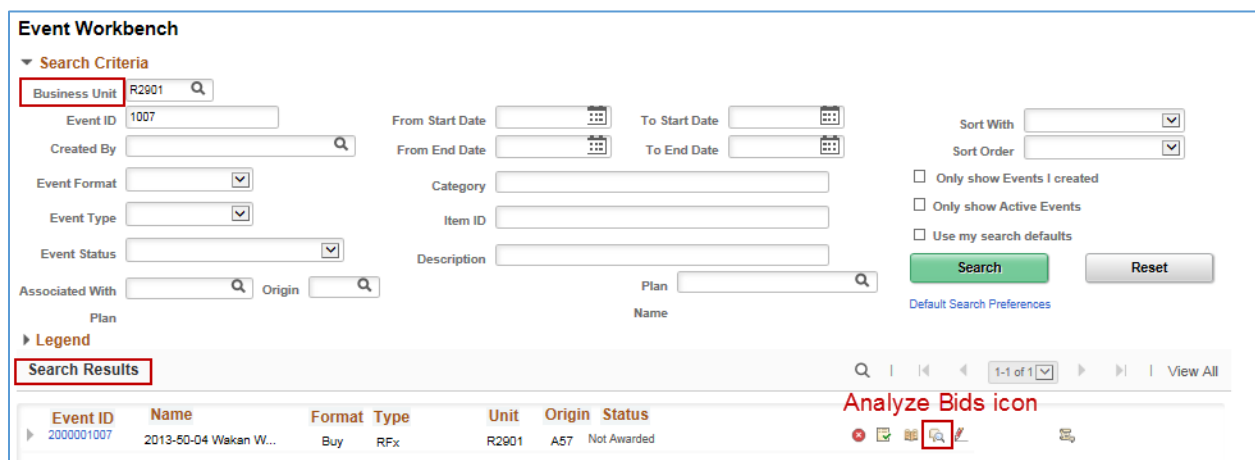 Event Workbench
Search Criteria
Business Unit R2901
Event ID 1007 From Start Date To Start Date Sort With
Created By From End Date To End Date Sort Order
Event Format Category Only show Events I created
Event Type Item ID Only show Active Events
Event Status Description Use my search defaults
Search Reset
Associated With Origin Plan
Default Search Preferences
Plan Name
Legend
Search Results 1-1 of 1 View All
Analyze Bids icon
Event ID Name Format Type Unit Origin Status
2000001007 2013-50-04 Wakan W... Buy RFx R2901 A57 Not Awarded